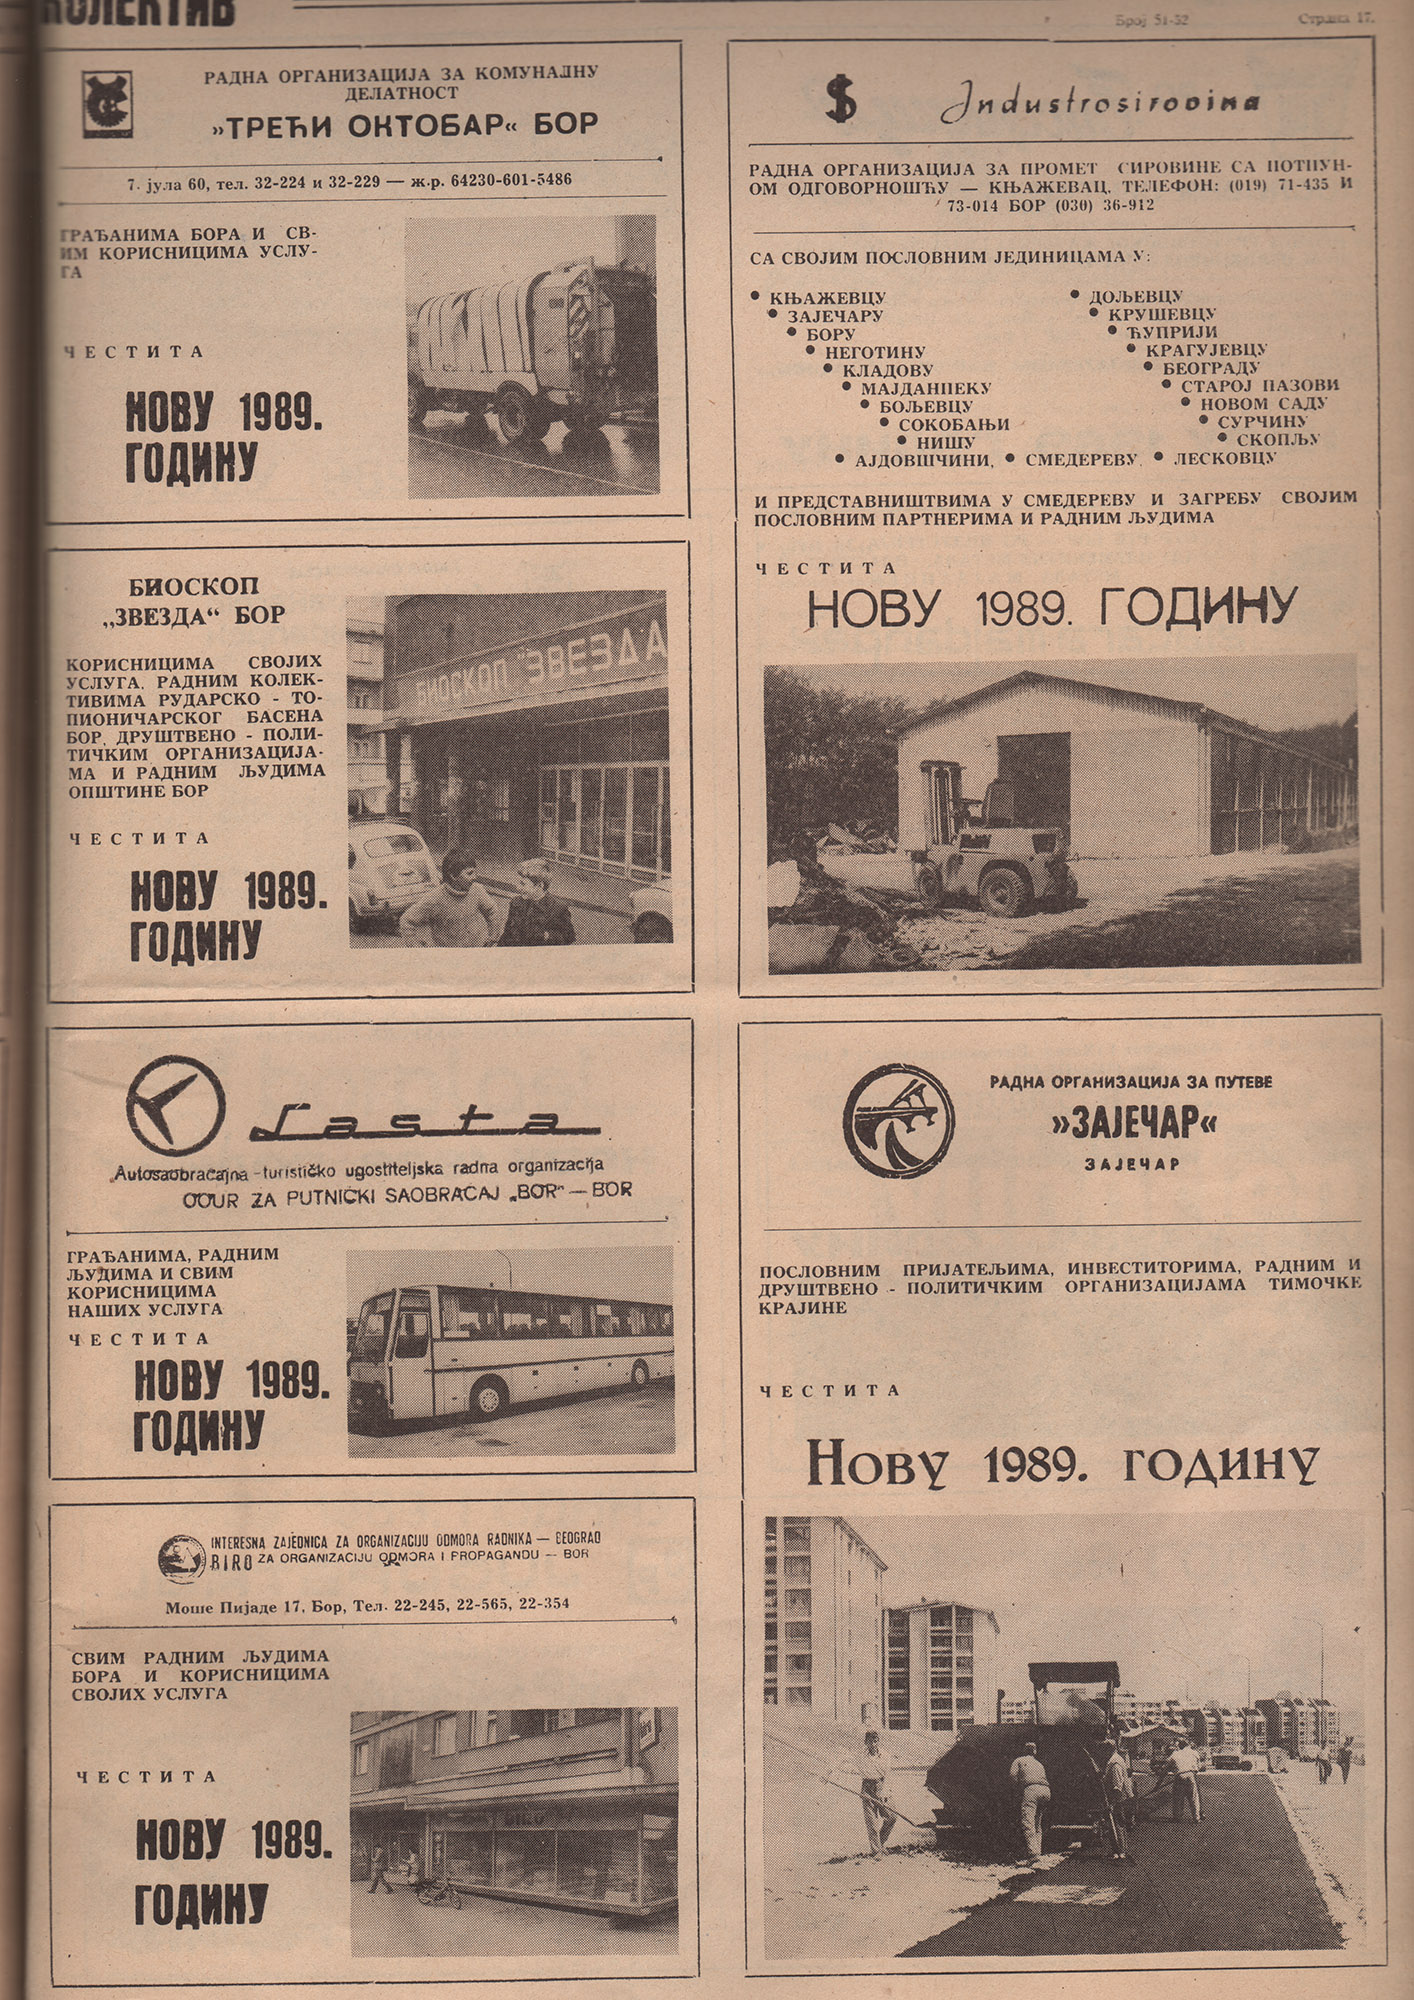 КОЛЕКТИВ
Број 51-52
Страна 17.
РАДНА ОРГАНИЗАЦИЈА ЗА КОМУНАЛНУ
ДЕЛАТНОСТ
»ТРЕЋИ ОКТОБАР« БОР
7. јула 60, тел. 32-224 и 32-229 — ж.р. 64230-601-5486
ГРАЂАНИМА БОРА И СВ-
ИМ КОРИСНИЦИМА УСЛУ-
ГА
ЧЕСТИТА
НОВУ 1989.
ГОДИНУ
БИОСКОП
„ЗВЕЗДА“ БОР
КОРИСНИЦИМА СВОЈИХ
УСЛУГА, РАДНИМ КОЛЕК-
ТИВИМА РУДАРСКО - ТО-
ПИОНИЧАРСКОГ БАСЕНА
БОР, ДРУШТВЕНО - ПОЛИ-
ТИЧКИМ ОРГАНИЗАЦИЈА-
МА И РАДНИМ ЉУДИМА
ОПШТИНЕ БОР
ЧЕСТИТА
НОВУ 1989.
ГОДИНУ
БИОСКОП "ЗВЕЗДА
Lasta
Autosaobraćajna-turističko ugostiteljska radna organizacija
OOUR ZA PUTNIČKI SAOBRAĆAJ „BOR“ — BOR
ГРАЂАНИМА, РАДНИМ
ЉУДИМА И СВИМ
КОРИСНИЦИМА
НАШИХ УСЛУГА
ЧЕСТИТА
НОВУ 1989.
ГОДИНУ
INTERESNA ZAJEDNICA ZA ORGANIZACIJU ODMORA RADNIKA — BEOGRAD
BIRO ZA ORGANIZACIJU ODMORA I PROPAGANDU — BOR
Моше Пијаде 17, Бор, Тел. 22-245, 22-565, 22-354
СВИМ РАДНИМ ЉУДИМА
БОРА И КОРИСНИЦИМА
СВОЈИХ УСЛУГА
ЧЕСТИТА
НОВУ 1989.
ГОДИНУ
Industrosirovina
РАДНА ОРГАНИЗАЦИЈА ЗА ПРОМЕТ СИРОВИНЕ СА ПОТПУН-
ОМ ОДГОВОРНОШЋУ — КЊАЖЕВАЦ, ТЕЛЕФОН: (019) 71-435 И
73-014 БОР (030) 36-912
СА СВОЈИМ ПОСЛОВНИМ ЈЕДИНИЦАМА У:
• КЊАЖЕВЦУ • ДОЉЕВЦУ
• ЗАЈЕЧАРУ • КРУШЕВЦУ
• БОРУ • ЋУПРИЈИ
• НЕГОТИНУ • КРАГУЈЕВЦУ
• КЛАДОВУ • БЕОГРАДУ
• МАЈДАНПЕКУ • СТАРОЈ ПАЗОВИ
• БОЉЕВЦУ • НОВОМ САДУ
• СОКОБАЊИ • СУРЧИНУ
• НИШУ • СКОПЉУ
• АЈДОВШЧИНИ, • СМЕДЕРЕВУ, • ЛЕСКОВЦУ
И ПРЕДСТАВНИШТВИМА У СМЕДЕРЕВУ И ЗАГРЕБУ СВОЈИМ
ПОСЛОВНИМ ПАРТНЕРИМА И РАДНИМ ЉУДИМА
ЧЕСТИТА
НОВУ 1989. ГОДИНУ
РАДНА ОРГАНИЗАЦИЈА ЗА ПУТЕВЕ
»ЗАЈЕЧАР«
ЗАЈЕЧАР
ПОСЛОВНИМ ПРИЈАТЕЉИМА, ИНВЕСТИТОРИМА, РАДНИМ И
ДРУШТВЕНО - ПОЛИТИЧКИМ ОРГАНИЗАЦИЈАМА ТИМОЧКЕ
КРАЈИНЕ
ЧЕСТИТА
Нову 1989. годину